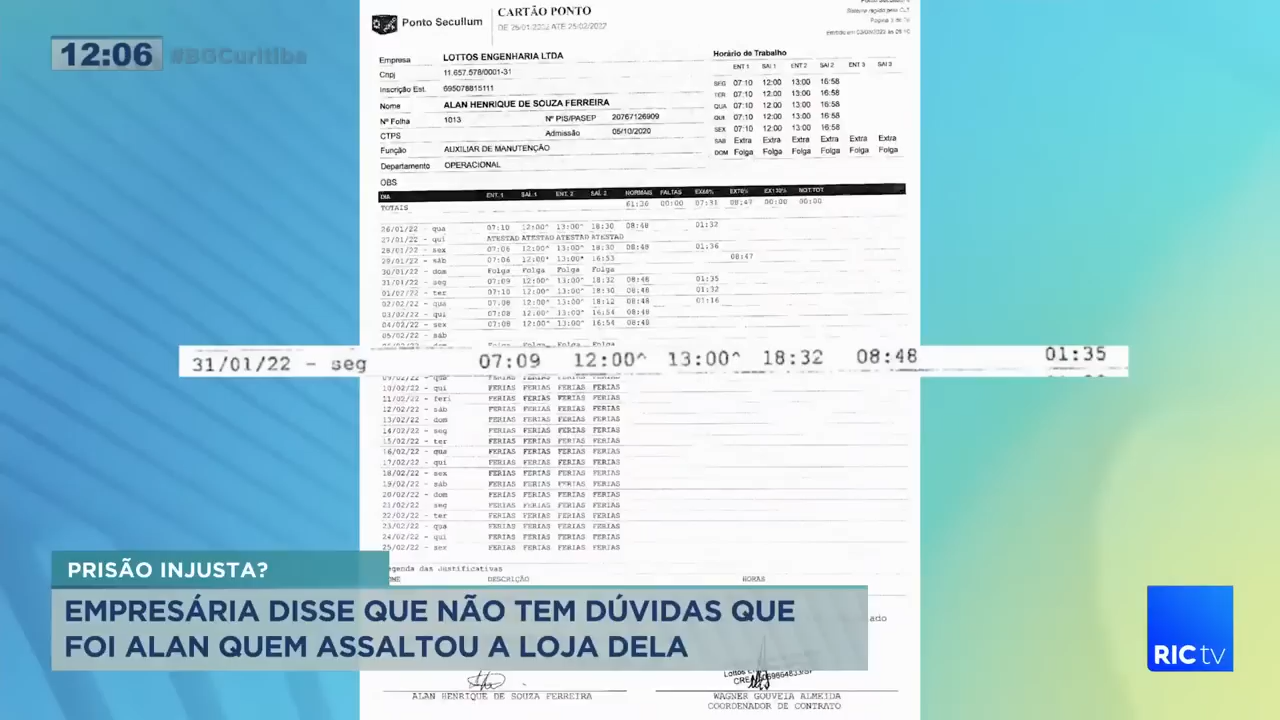 Ponto Secullum
CARTÃO PONTO
DE 25/01/2022 ATE 25/02/2022
12:06 #BGCuritiba
Empresa LOTTOS ENGENHARIA LTDA
Cnpj 11.657.578/0001-31
Inscrição Est. 695078815111
Nome ALAN HENRIQUE DE SOUZA FERREIRA
Nº Folha 1013 Nº PIS/PASEP 20767126909
CTPS Admissão 05/10/2020
Função AUXILIAR DE MANUTENÇÃO
Departamento OPERACIONAL
OBS
Horário de Trabalho
ENT 1 SAI 1 ENT 2 SAI 2 ENT 3 SAI 3
SEG 07:10 12:00 13:00 16:58
TER 07:10 12:00 13:00 16:58
QUA 07:10 12:00 13:00 16:58
QUI 07:10 12:00 13:00 16:58
SEX 07:10 12:00 13:00 16:58
SAB Extra Extra Extra Extra Extra Extra
DOM Folga Folga Folga Folga Folga Folga
DIA ENT. 1 SAI. 1 ENT. 2 SAI. 2 NORMAIS FALTAS NOT.TOT
TOTAIS 61:36 00:00 07:31 08:47 00:00 00:00
26/01/22 - qua 07:10 12:00^ 13:00^ 18:30 08:48 01:32
27/01/22 - qui ATESTAD ATESTAD ATESTAD ATESTAD
28/01/22 - sex 07:06 12:00^ 13:00^ 18:30 08:48 01:36
29/01/22 - sáb 07:06 12:00^ 13:00^ 16:53 08:47
30/01/22 - dom Folga Folga Folga Folga
31/01/22 - seg 07:09 12:00^ 13:00^ 18:32 08:48 01:35
01/02/22 - ter 07:10 12:00^ 13:00^ 18:30 08:48 01:32
02/02/22 - qua 07:08 12:00^ 13:00^ 18:12 08:48 01:16
03/02/22 - qui 07:08 12:00^ 13:00^ 16:54 08:48
04/02/22 - sex 07:08 12:00^ 13:00^ 16:54 08:48
05/02/22 - sáb
31/01/22 - seg 07:09 12:00^ 13:00^ 18:32 08:48 01:35
10/02/22 - qui FERIAS FERIAS FERIAS FERIAS
11/02/22 - feri FERIAS FERIAS FERIAS FERIAS
12/02/22 - sáb FERIAS FERIAS FERIAS FERIAS
13/02/22 - dom FERIAS FERIAS FERIAS FERIAS
14/02/22 - seg FERIAS FERIAS FERIAS FERIAS
15/02/22 - ter FERIAS FERIAS FERIAS FERIAS
16/02/22 - qua FERIAS FERIAS FERIAS FERIAS
17/02/22 - qui FERIAS FERIAS FERIAS FERIAS
18/02/22 - sex FERIAS FERIAS FERIAS FERIAS
19/02/22 - sáb FERIAS FERIAS FERIAS FERIAS
20/02/22 - dom FERIAS FERIAS FERIAS FERIAS
21/02/22 - seg FERIAS FERIAS FERIAS FERIAS
22/02/22 - ter FERIAS FERIAS FERIAS FERIAS
23/02/22 - qua FERIAS FERIAS FERIAS FERIAS
24/02/22 - qui FERIAS FERIAS FERIAS FERIAS
25/02/22 - sex FERIAS FERIAS FERIAS FERIAS
das Justificativas
DESCRIÇÃO HORAS
PRISÃO INJUSTA?
EMPRESÁRIA DISSE QUE NÃO TEM DÚVIDAS QUE
FOI ALAN QUEM ASSALTOU A LOJA DELA
RICtv
ALAN HENRIQUE DE SOUZA FERREIRA
WAGNER GOUVEIA ALMEIDA
COORDENADOR DE CONTRATO